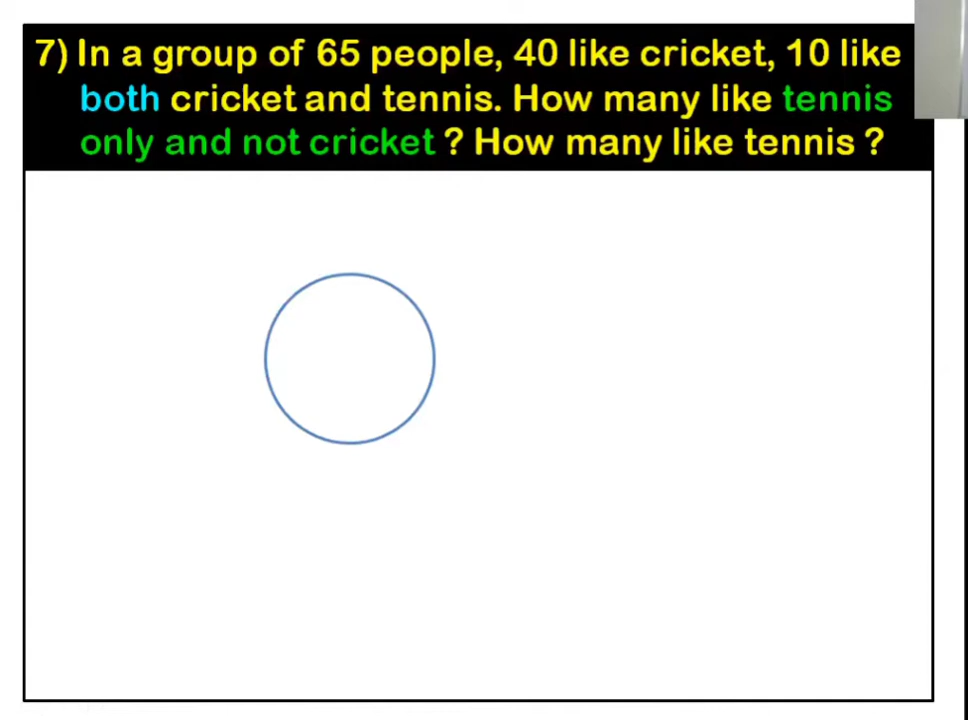 7) In a group of 65 people, 40 like cricket, 10 like
both cricket and tennis. How many like tennis
only and not cricket ? How many like tennis ?